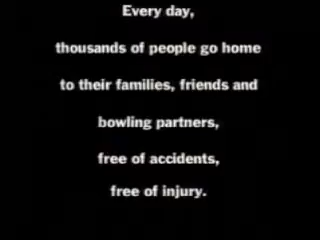 Every day,
thousands of people go home
to their families, friends and
bowling partners,
free of accidents,
free of injury.